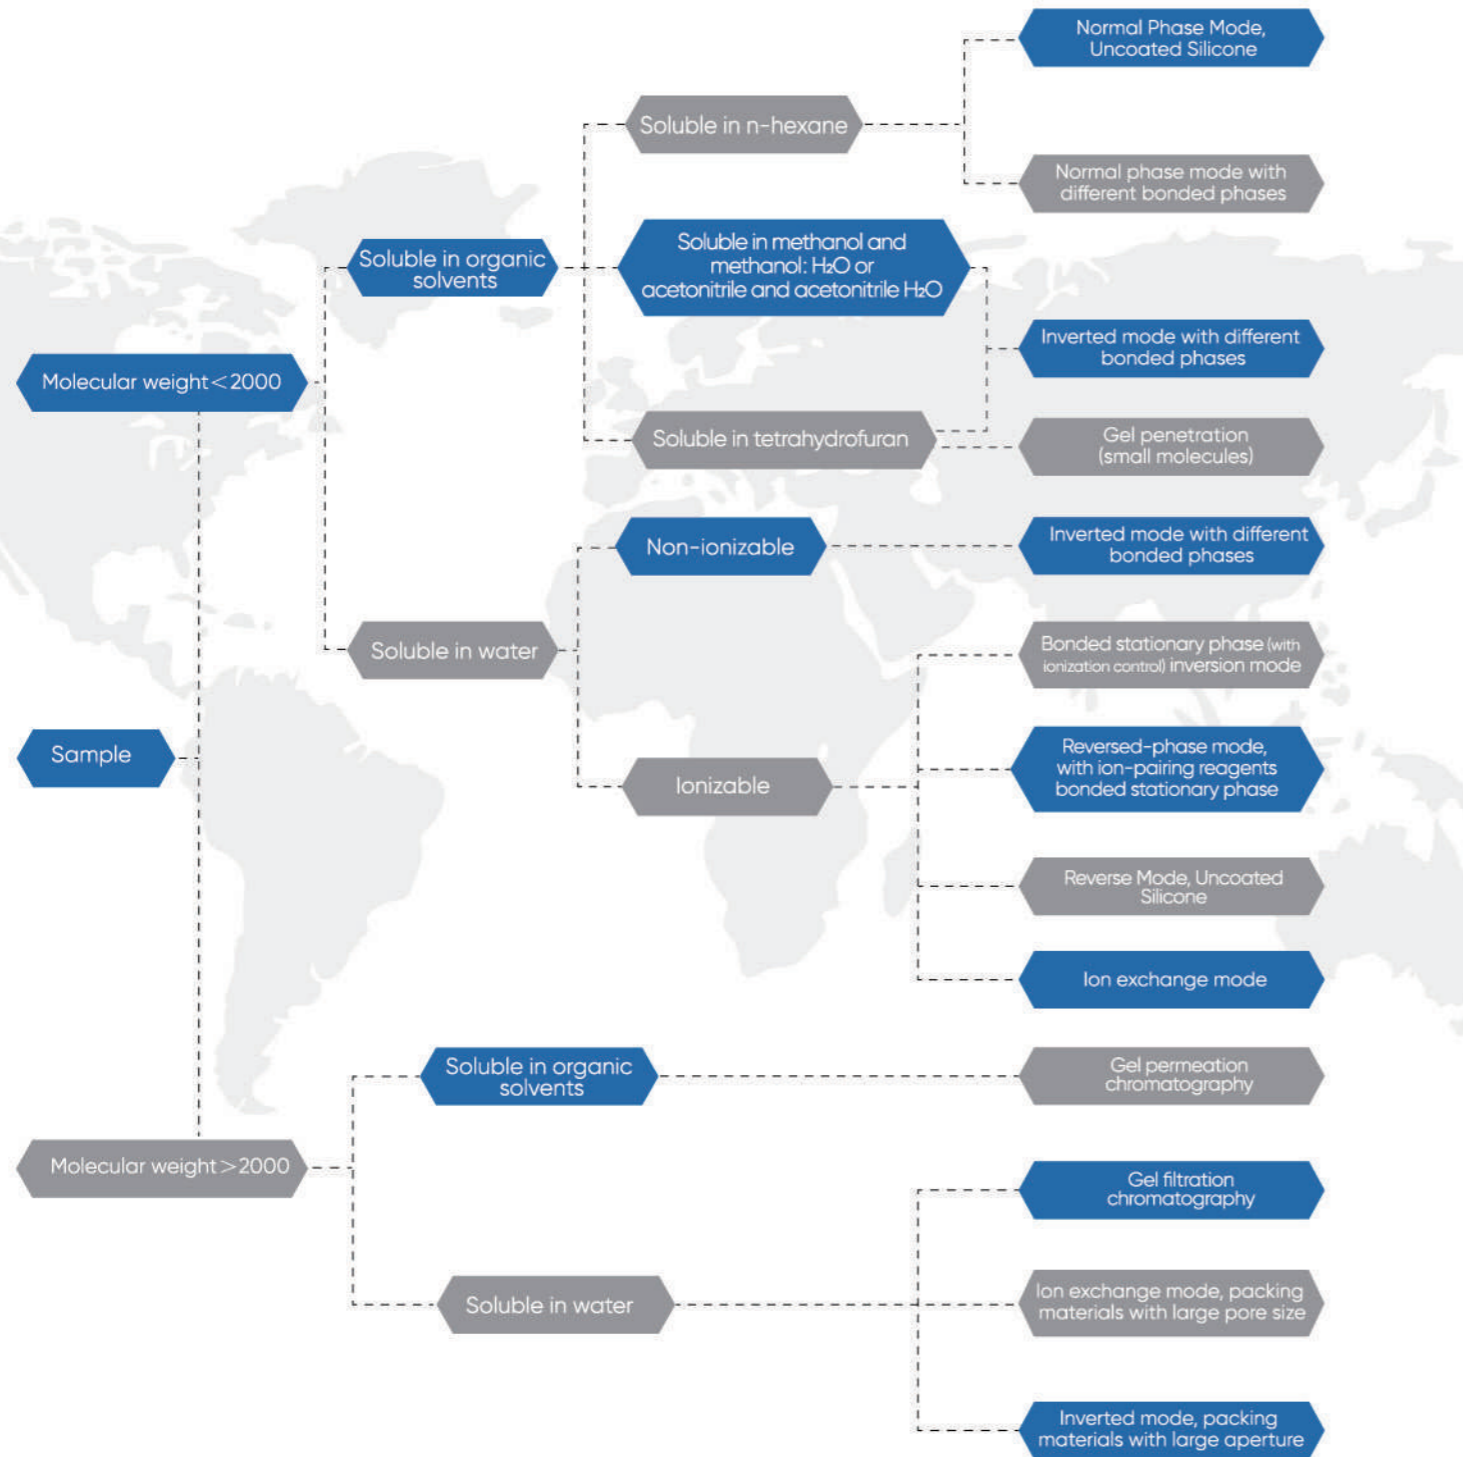 Normal Phase Mode,
Uncoated Silicone
Soluble in n-hexane
Normal phase mode with
different bonded phases
Soluble in organic
solvents
Soluble in methanol and
methanol: H₂O or
acetonitrile and acetonitrile H₂O
Inverted mode with different
bonded phases
Molecular weight<2000
Soluble in tetrahydrofuran
Gel penetration
(small molecules)
Non-ionizable
Inverted mode with different
bonded phases
Soluble in water
Bonded stationary phase (with
ionization control) inversion mode
Sample
Ionizable
Reversed-phase mode,
with ion-pairing reagents
bonded stationary phase
Reverse Mode, Uncoated
Silicone
Ion exchange mode
Soluble in organic
solvents
Gel permeation
chromatography
Molecular weight>2000
Gel filtration
chromatography
Soluble in water
Ion exchange mode, packing
materials with large pore size
Inverted mode, packing
materials with large aperture